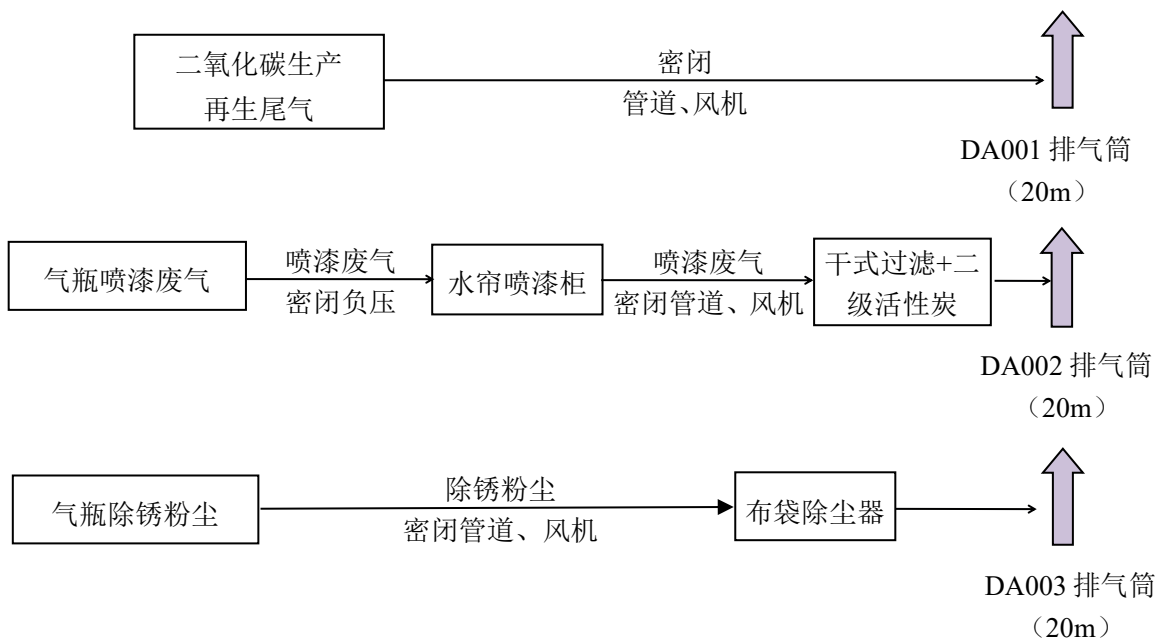 二氧化碳生产
再生尾气
密闭
管道、风机
DA001 排气筒
（20m）
气瓶喷漆废气
喷漆废气
密闭负压
水帘喷漆柜
喷漆废气
密闭管道、风机
干式过滤+二
级活性炭
DA002 排气筒
（20m）
气瓶除锈粉尘
除锈粉尘
密闭管道、风机
布袋除尘器
DA003 排气筒
（20m）